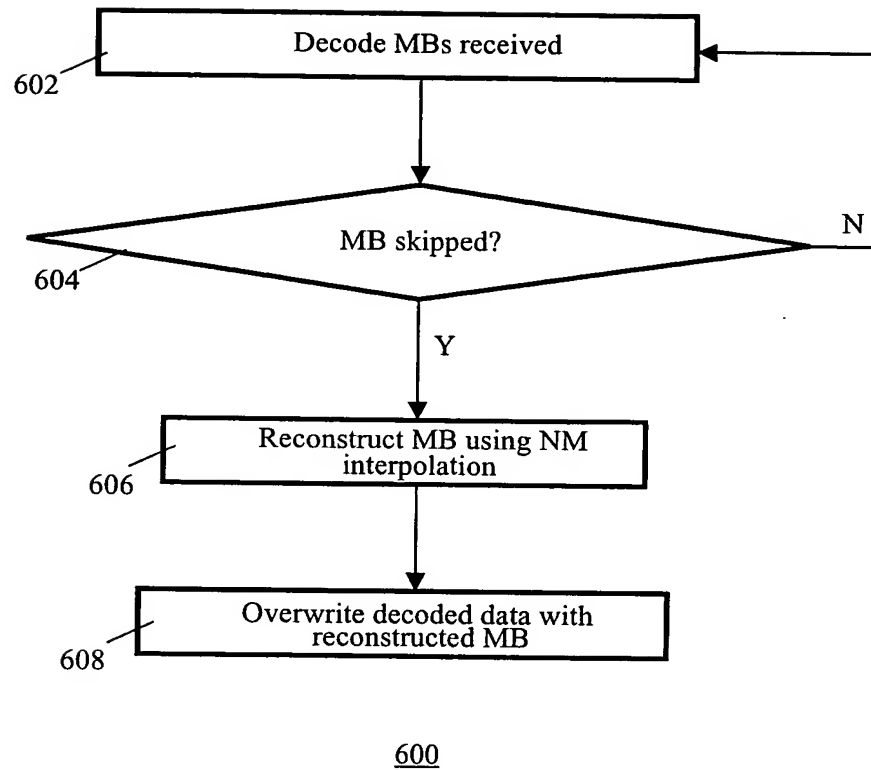 Decode MBs received
602
MB skipped?
N
604
Y
Reconstruct MB using NM
interpolation
606
Overwrite decoded data with
reconstructed MB
608
600